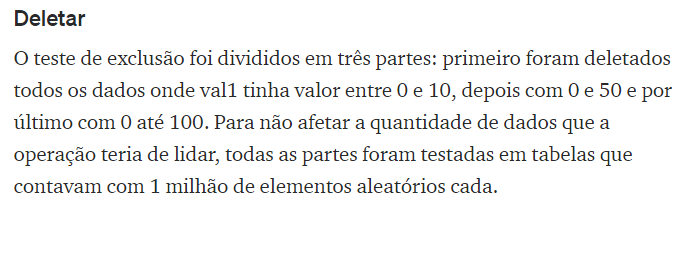 Deletar
O teste de exclusão foi divididos em três partes: primeiro foram deletados
todos os dados onde val1 tinha valor entre 0 e 10, depois com 0 e 50 e por
último com 0 até 100. Para não afetar a quantidade de dados que a
operação teria de lidar, todas as partes foram testadas em tabelas que
contavam com 1 milhão de elementos aleatórios cada.